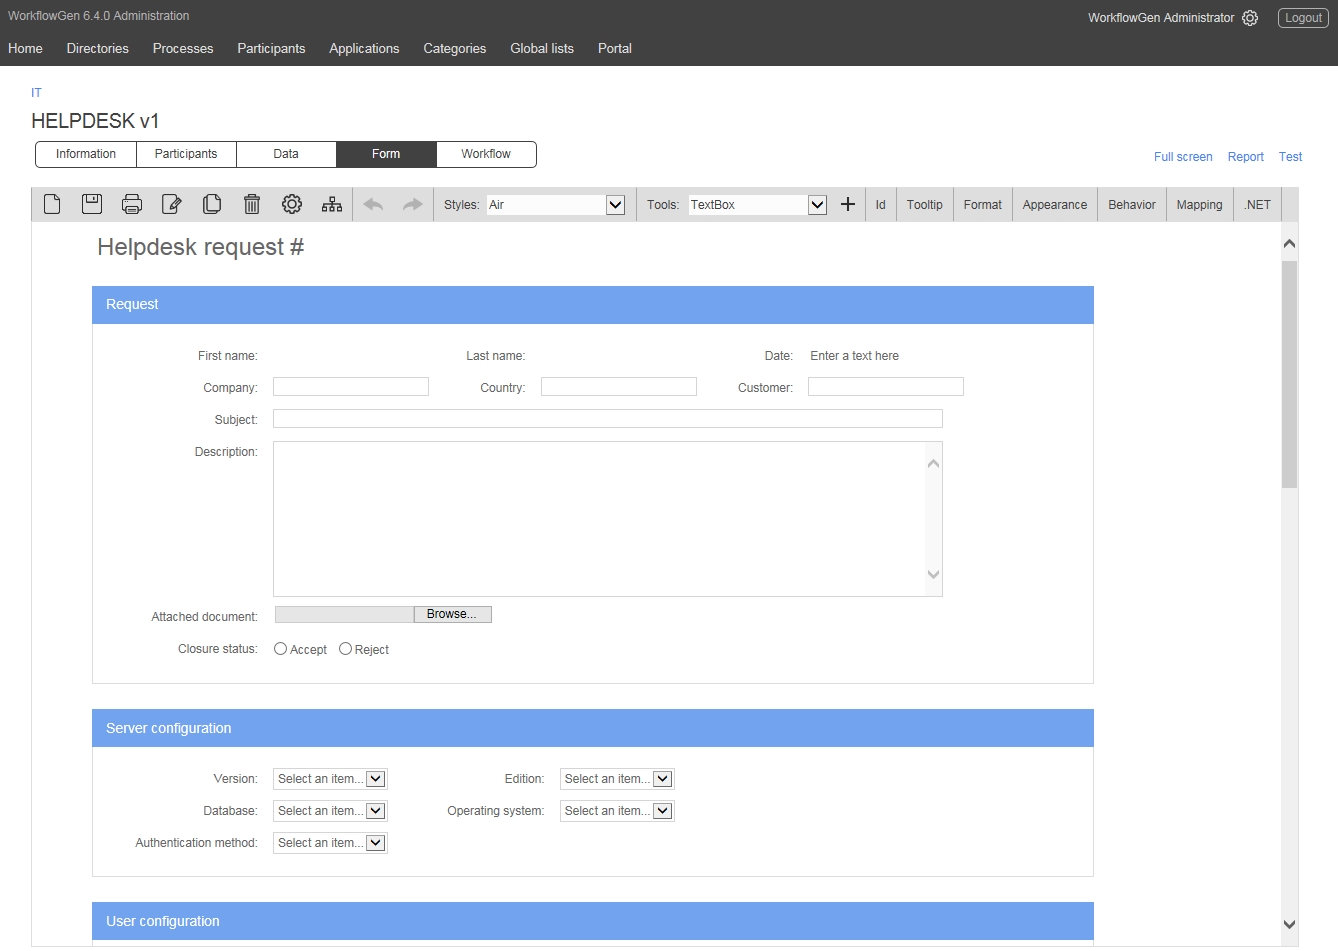 WorkflowGen 6.4.0 Administration
WorkflowGen Administrator Logout
Home Directories Processes Participants Applications Categories Global lists Portal
IT
HELPDESK v1
Information Participants Data Form Workflow
Full screen Report Test
Styles: Air Tools: TextBox Id Tooltip Format Appearance Behavior Mapping .NET
Helpdesk request #
Request
First name: Last name: Date: Enter a text here
Company: Country: Customer:
Subject:
Description:
Attached document: Browse...
Closure status: Accept Reject
Server configuration
Version: Select an item... Edition: Select an item...
Database: Select an item... Operating system: Select an item...
Authentication method: Select an item...
User configuration